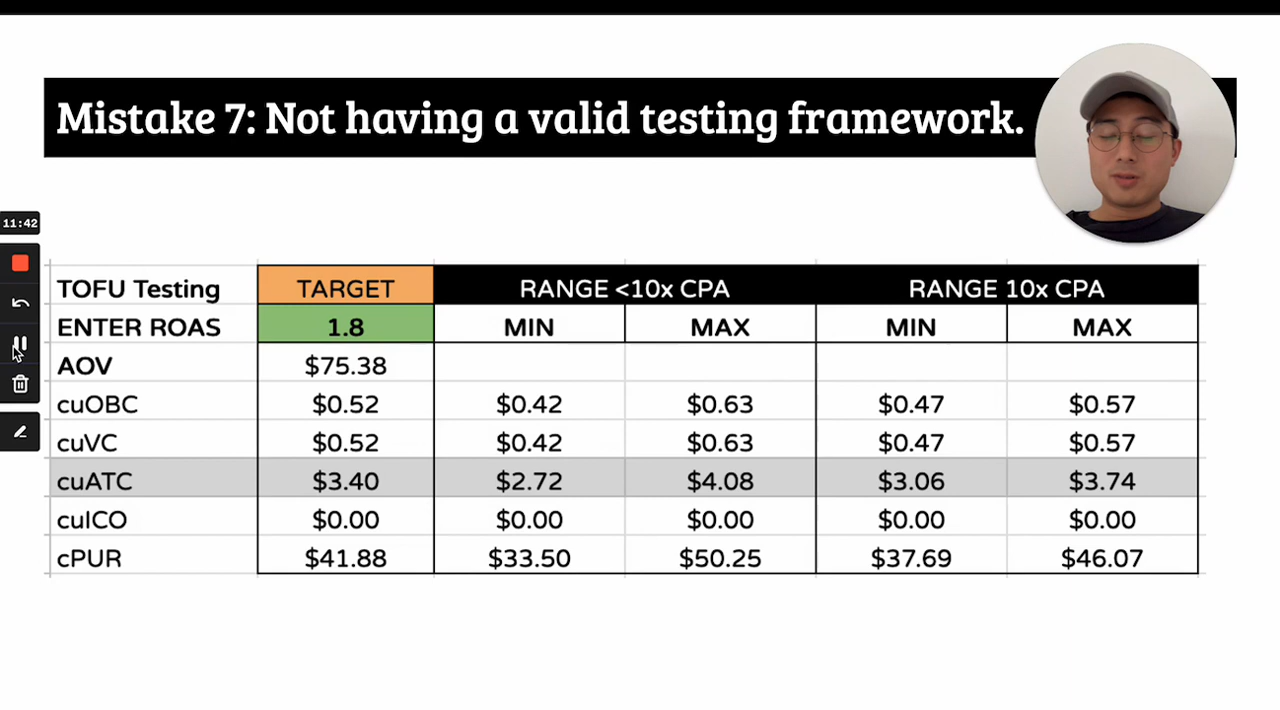 Mistake 7: Not having a valid testing framework.
11:42
TOFU Testing TARGET RANGE <10x CPA RANGE 10x CPA
ENTER ROAS 1.8 MIN MAX MIN MAX
AOV $75.38
cuOBC $0.52 $0.42 $0.63 $0.47 $0.57
cuVC $0.52 $0.42 $0.63 $0.47 $0.57
cuATC $3.40 $2.72 $4.08 $3.06 $3.74
cuICO $0.00 $0.00 $0.00 $0.00 $0.00
cPUR $41.88 $33.50 $50.25 $37.69 $46.07